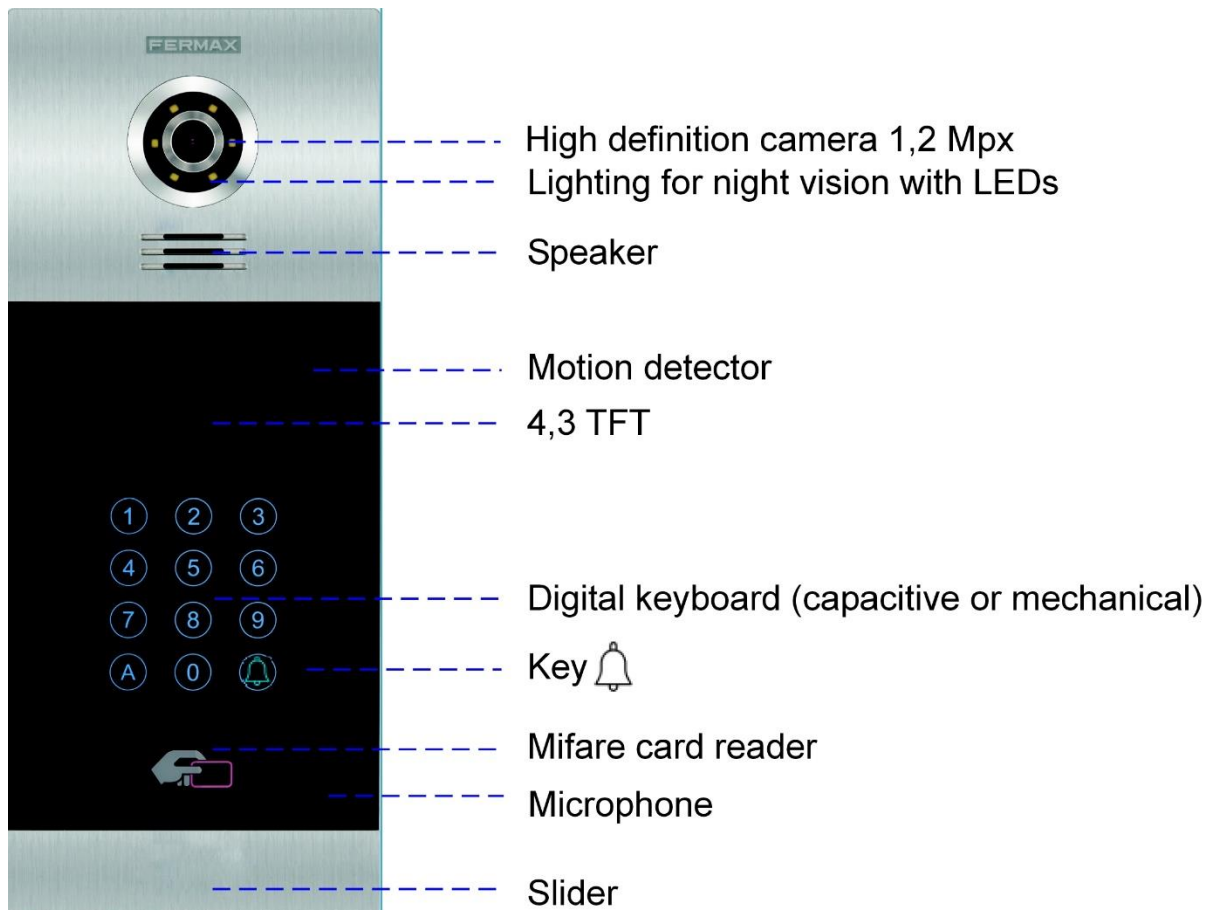 FERMAX
High definition camera 1,2 Mpx
Lighting for night vision with LEDs
Speaker
Motion detector
4,3 TFT
1 2 3
4 5 6
7 8 9
A 0
Digital keyboard (capacitive or mechanical)
Key
Mifare card reader
Microphone
Slider